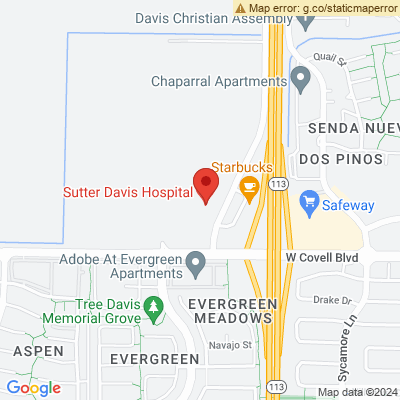 Map error: g.co/staticmaperror
Davis Christian Assembly
Quail St
Chaparral Apartments
SENDA NUEV
DOS PINOS
Starbucks
113
Sutter Davis Hospital
Safeway
W Covell Blvd
Adobe At Evergreen
Apartments
Drake Dr
Tree Davis
Memorial Grove
EVERGREEN
MEADOWS
Sycamore Ln
Navajo St
ASPEN
EVERGREEN
113
Google
Map data ©2024